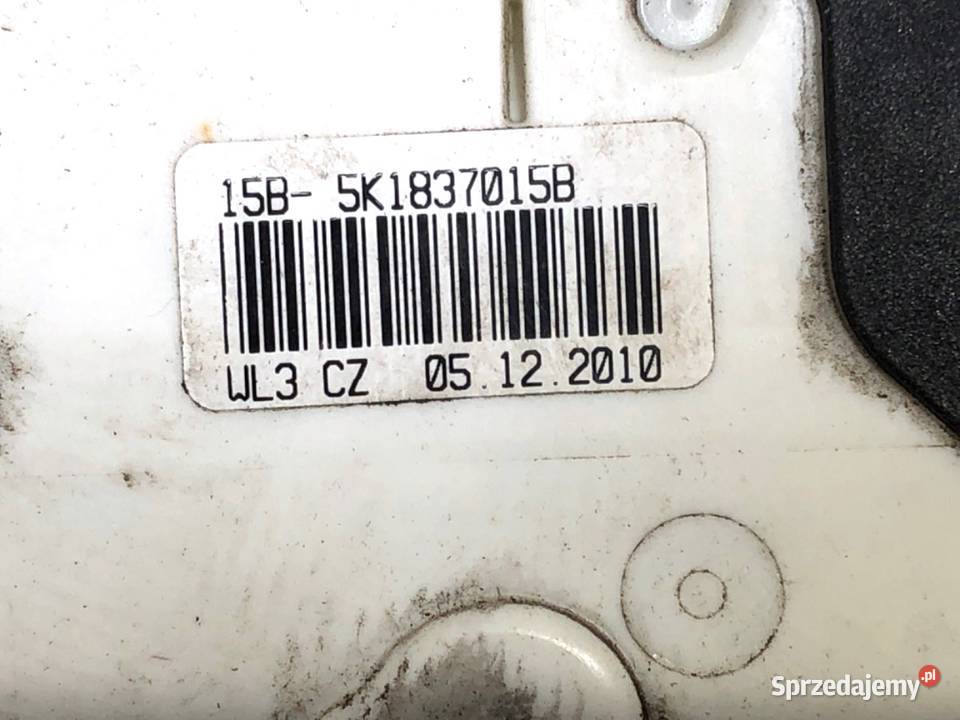 15B- 5K1837015B
WL3 CZ 05.12.2010
Sprzedajemy.pl